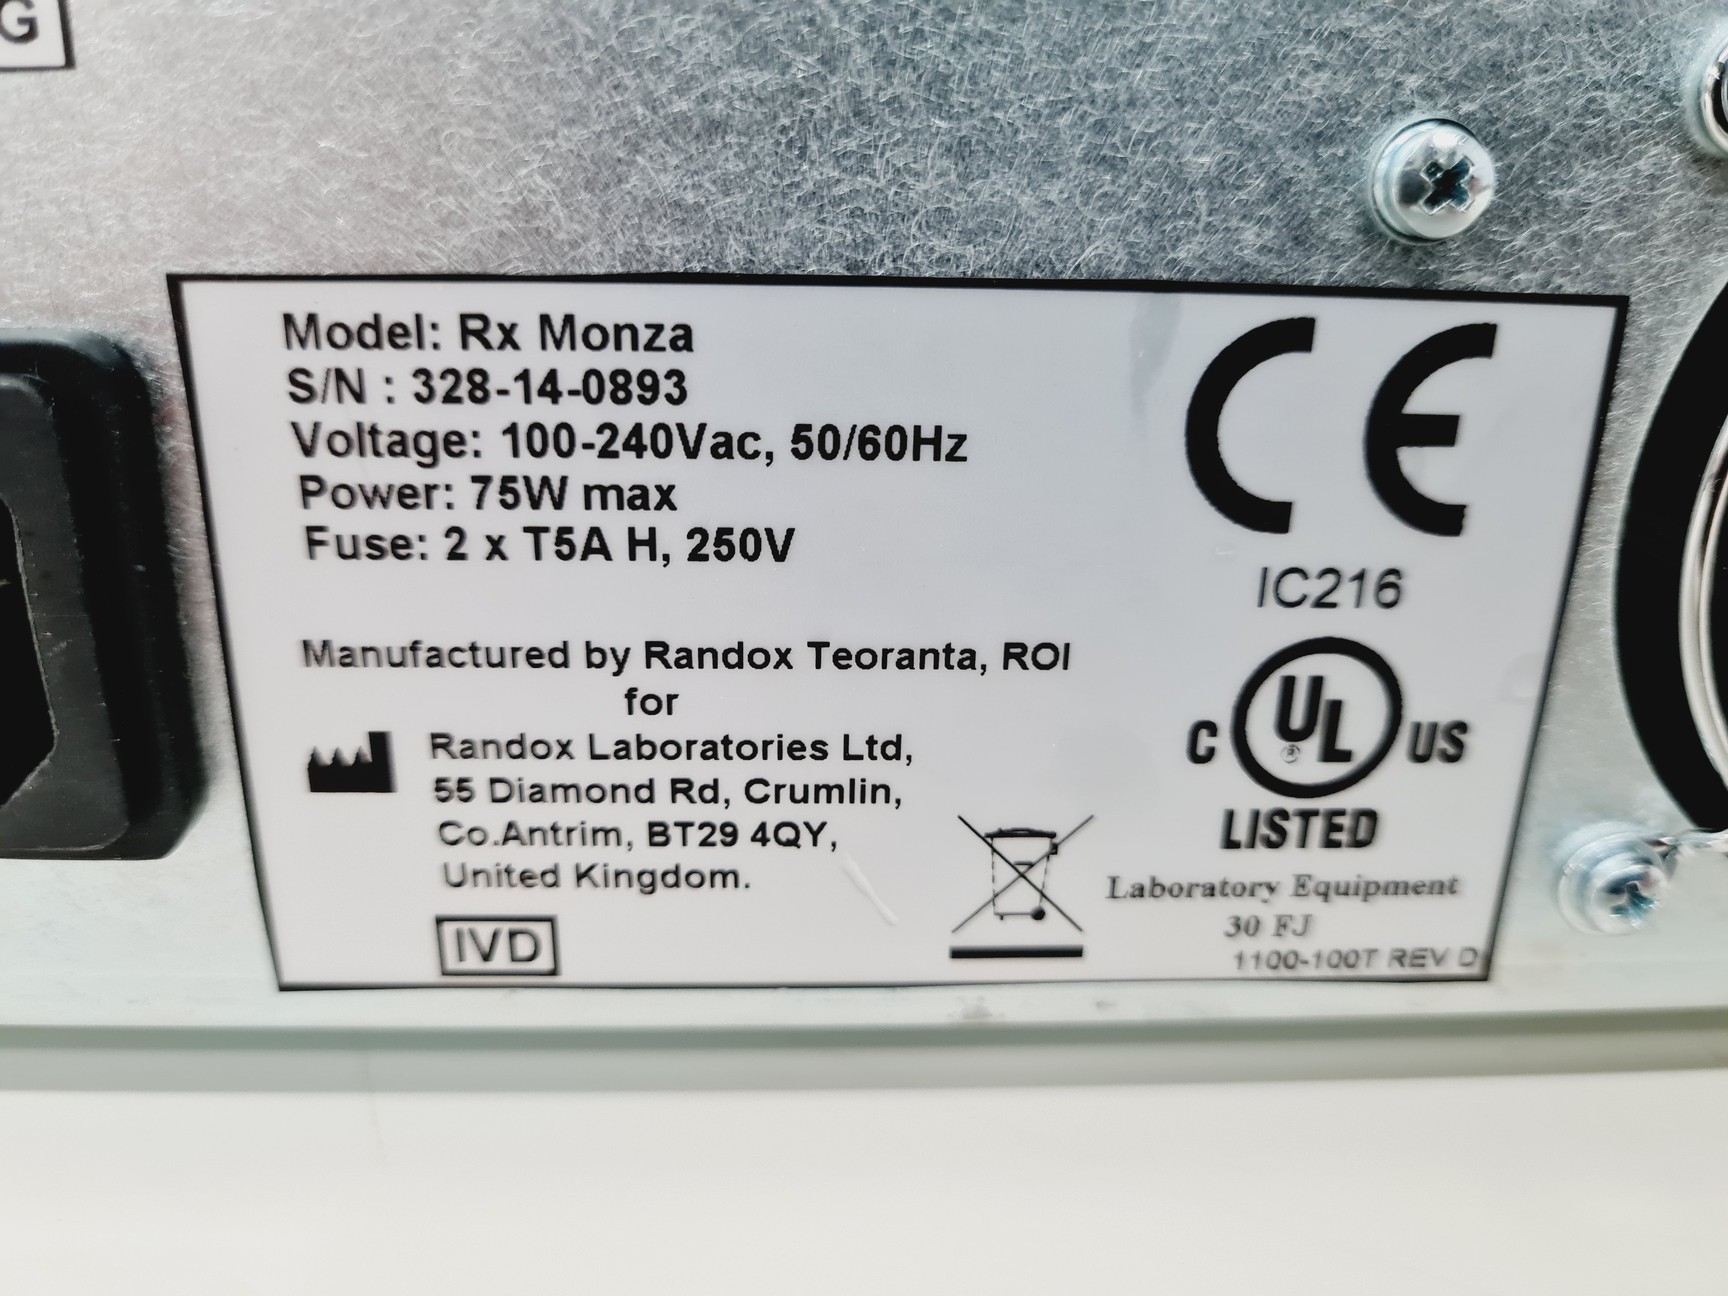 G
Model: Rx Monza
S/N : 328-14-0893
Voltage: 100-240Vac, 50/60Hz
Power: 75W max
Fuse: 2 x T5A H, 250V
Manufactured by Randox Teoranta, ROI
for
Randox Laboratories Ltd,
55 Diamond Rd, Crumlin,
Co.Antrim, BT29 4QY,
United Kingdom.
IVD
CE
IC216
C UL ® US
LISTED
Laboratory Equipment
30 FJ
1100-100T REV D